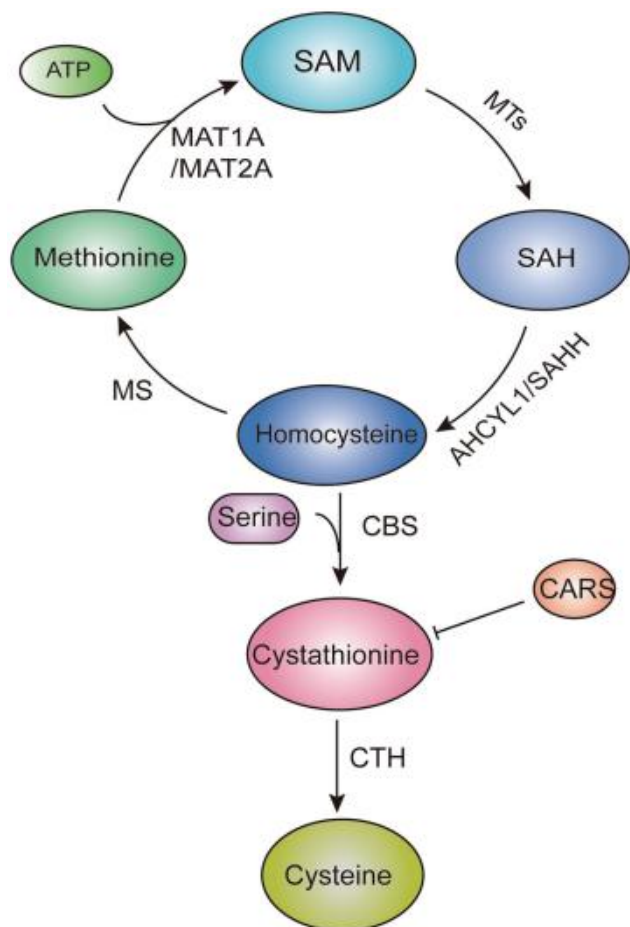 SAM
ATP
MTs
MAT1A
/MAT2A
Methionine
SAH
MS
AHCYL1/SAHH
Homocysteine
Serine
CBS
CARS
Cystathionine
CTH
Cysteine